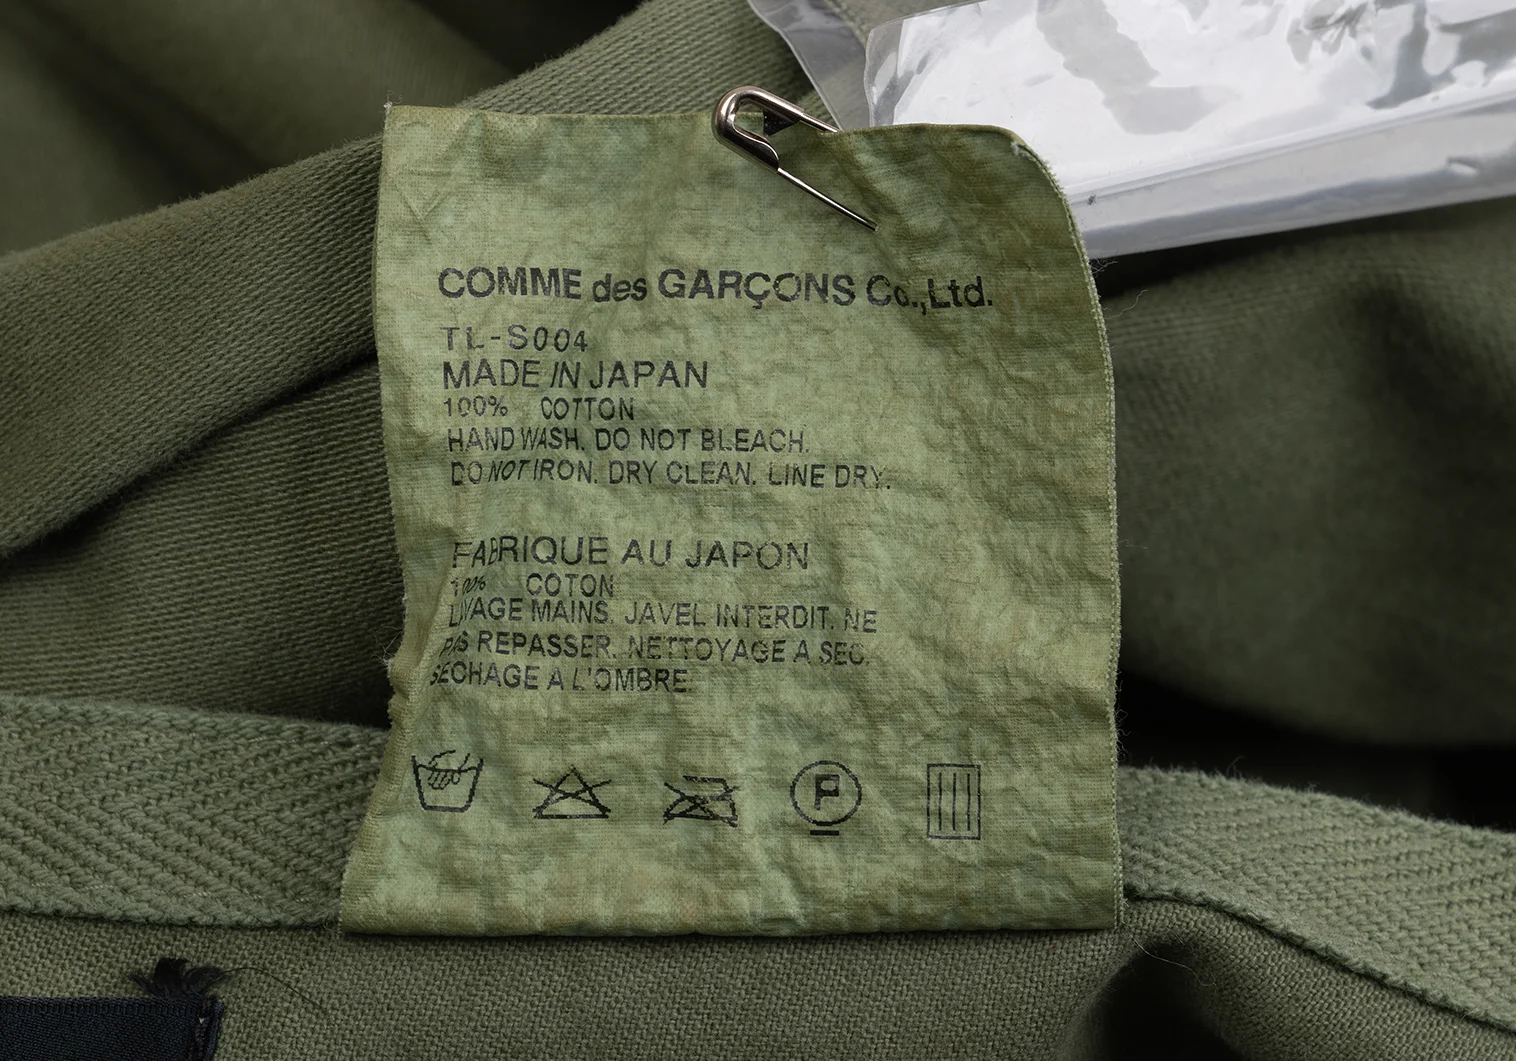 COMME des GARÇONS Co.,Ltd.
TL-S004
MADE IN JAPAN
100% COTTON
HAND WASH. DO NOT BLEACH.
DO NOT IRON. DRY CLEAN. LINE DRY.
FABRIQUE AU JAPON
100% COTON
LAVAGE MAINS. JAVEL INTERDIT. NE
PAS REPASSER. NETTOYAGE A SEC.
SECHAGE A L'OMBRE.
P